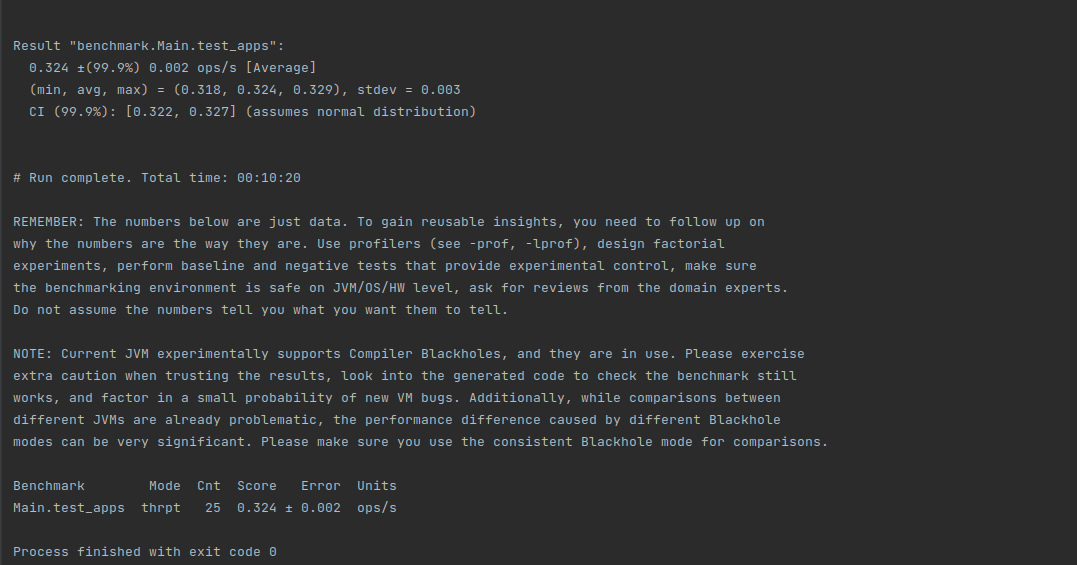 Result "benchmark.Main.test_apps":
  0.324 ±(99.9%) 0.002 ops/s [Average]
  (min, avg, max) = (0.318, 0.324, 0.329), stdev = 0.003
  CI (99.9%): [0.322, 0.327] (assumes normal distribution)
# Run complete. Total time: 00:10:20
REMEMBER: The numbers below are just data. To gain reusable insights, you need to follow up on
why the numbers are the way they are. Use profilers (see -prof, -lprof), design factorial
experiments, perform baseline and negative tests that provide experimental control, make sure
the benchmarking environment is safe on JVM/OS/HW level, ask for reviews from the domain experts.
Do not assume the numbers tell you what you want them to tell.
NOTE: Current JVM experimentally supports Compiler Blackholes, and they are in use. Please exercise
extra caution when trusting the results, look into the generated code to check the benchmark still
works, and factor in a small probability of new VM bugs. Additionally, while comparisons between
different JVMs are already problematic, the performance difference caused by different Blackhole
modes can be very significant. Please make sure you use the consistent Blackhole mode for comparisons.
Benchmark        Mode  Cnt  Score   Error  Units
Main.test_apps  thrpt   25  0.324 ± 0.002  ops/s
Process finished with exit code 0